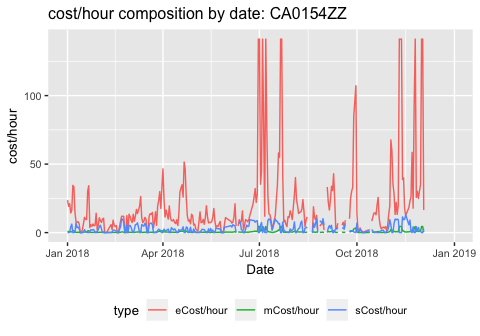 cost/hour composition by date: CA0154ZZ
cost/hour
100
50
0
Jan 2018 Apr 2018 Jul 2018 Oct 2018 Jan 2019
Date
type eCost/hour mCost/hour sCost/hour